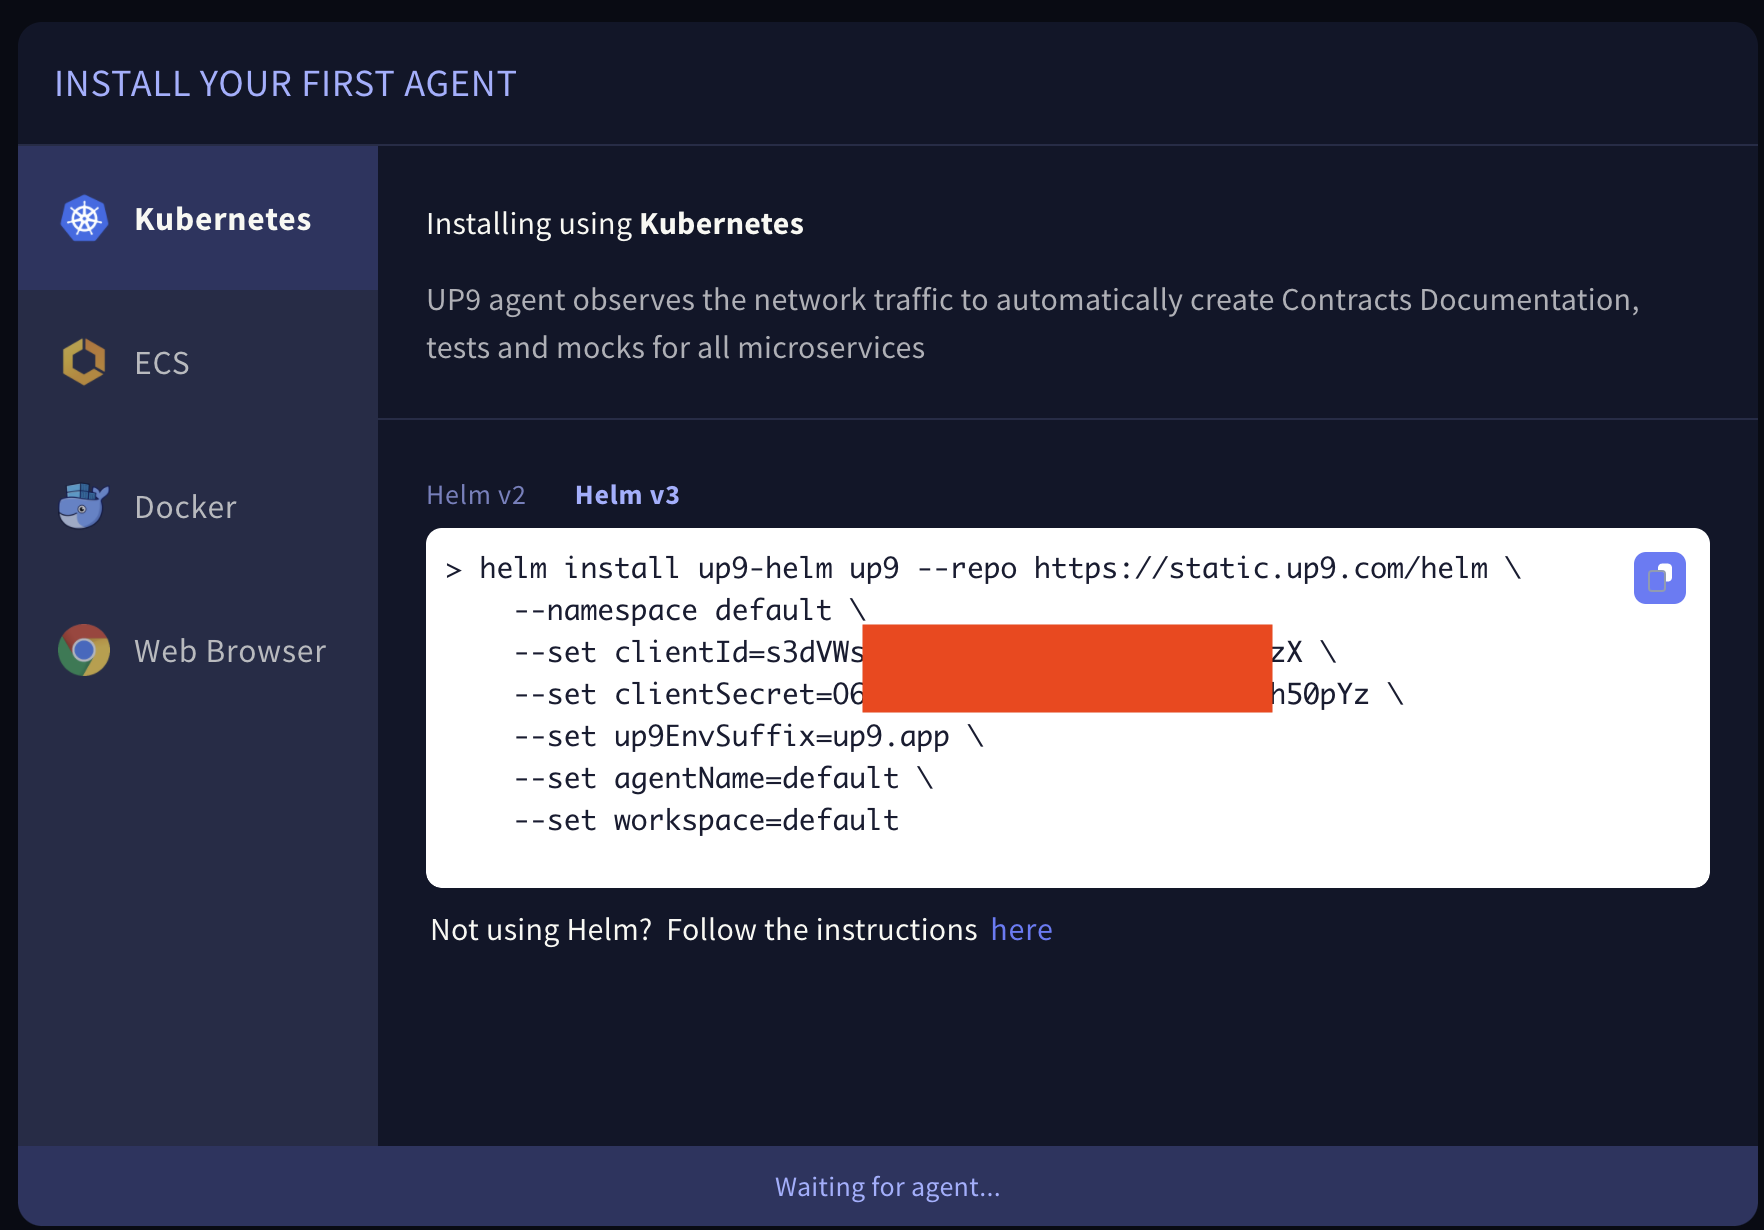 INSTALL YOUR FIRST AGENT
Kubernetes
ECS
Docker
Web Browser
Installing using Kubernetes
UP9 agent observes the network traffic to automatically create Contracts Documentation,
tests and mocks for all microservices
Helm v2 Helm v3
> helm install up9-helm up9 --repo https://static.up9.com/helm \
--namespace default \
--set clientId=s3dVWs zX \
--set clientSecret=O6 h50pYz \
--set up9EnvSuffix=up9.app \
--set agentName=default \
--set workspace=default
Not using Helm? Follow the instructions here
Waiting for agent...